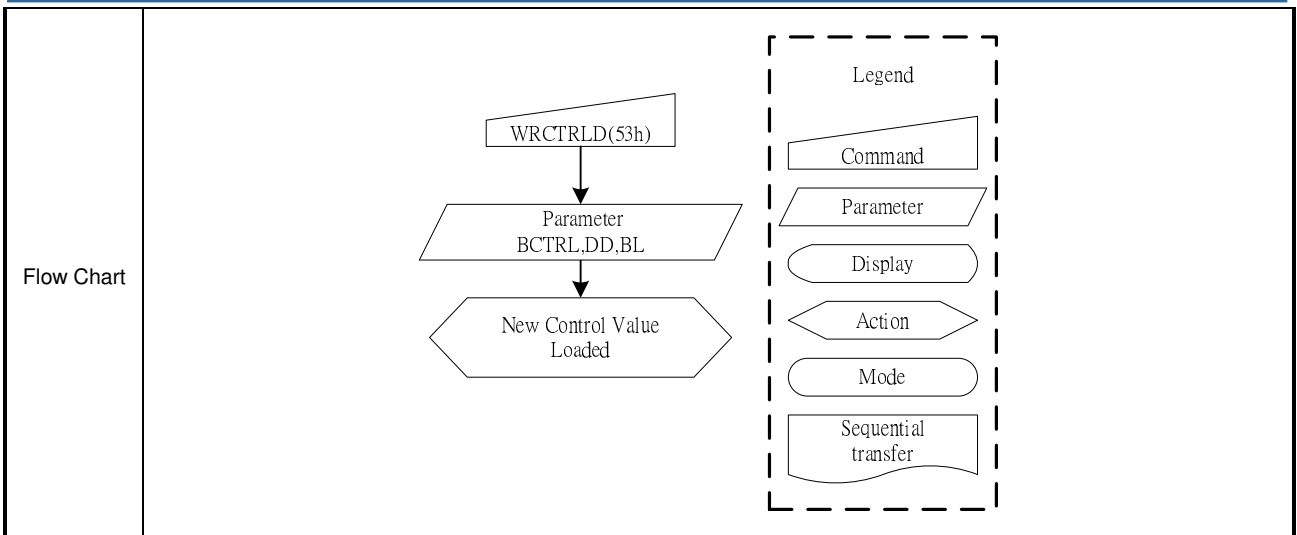 Flow Chart
WRCTRLD(53h)
Parameter
BCTRL,DD,BL
New Control Value
Loaded
Legend
Command
Parameter
Display
Action
Mode
Sequential
transfer